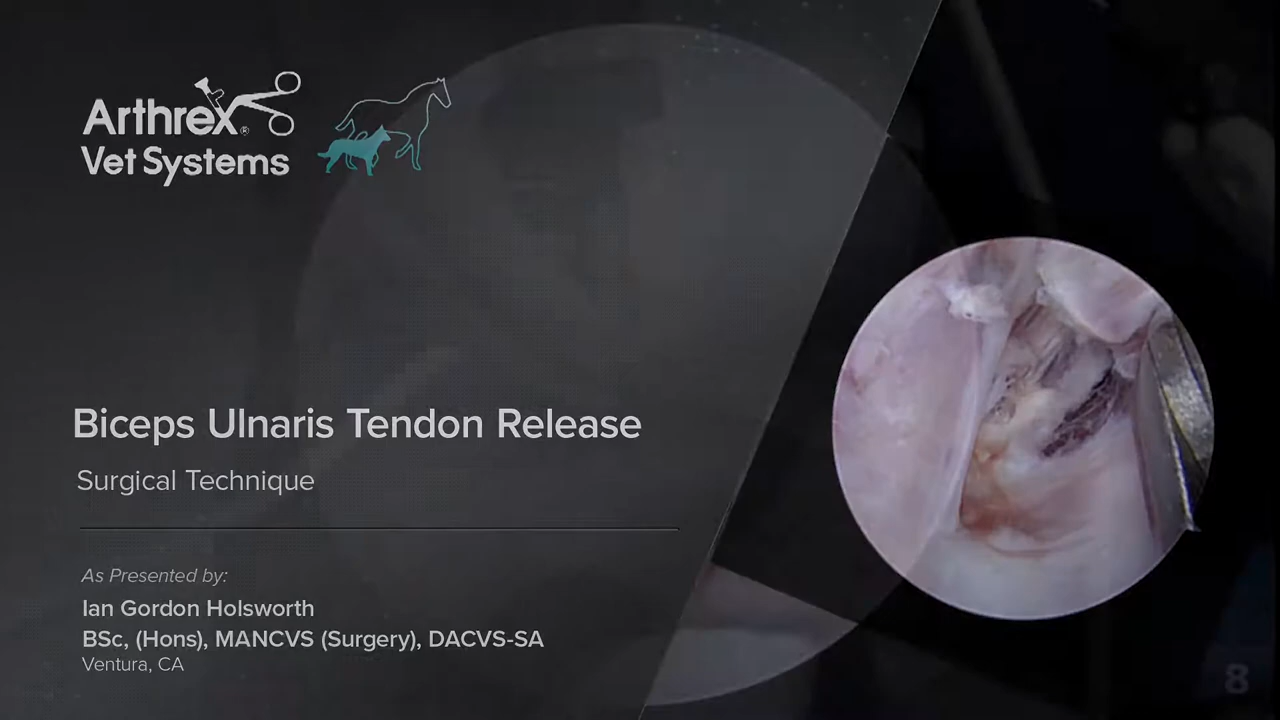 Arthrex®
Vet Systems
Biceps Ulnaris Tendon Release
Surgical Technique
As Presented by:
Ian Gordon Holsworth
BSc, (Hons), MANCVS (Surgery), DACVS-SA
Ventura, CA
8